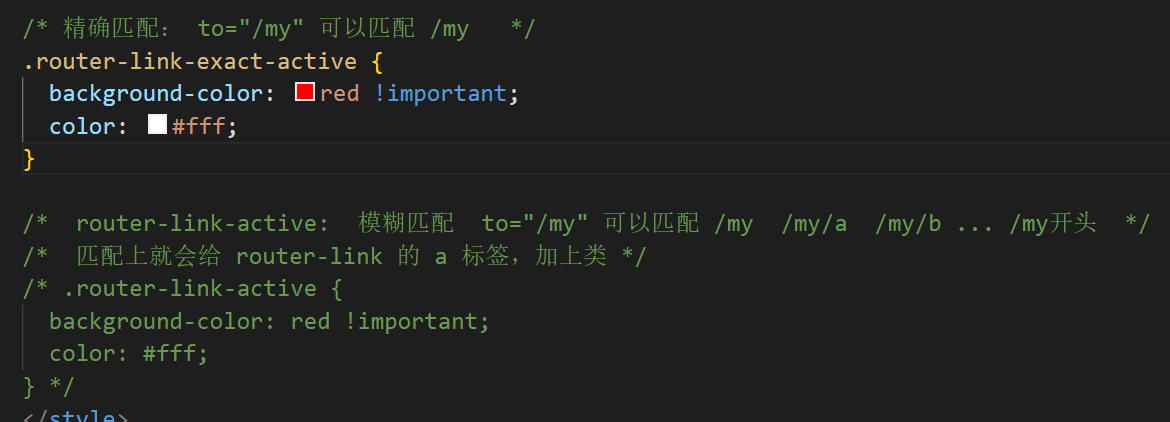 /* 精确匹配： to="/my" 可以匹配 /my   */
.router-link-exact-active {
  background-color: red !important;
  color: #fff;
}
/*  router-link-active:  模糊匹配  to="/my" 可以匹配 /my  /my/a  /my/b ... /my开头  */
/*  匹配上就会给 router-link 的 a 标签，加上类 */
/* .router-link-active {
  background-color: red !important;
  color: #fff;
} */
</style>